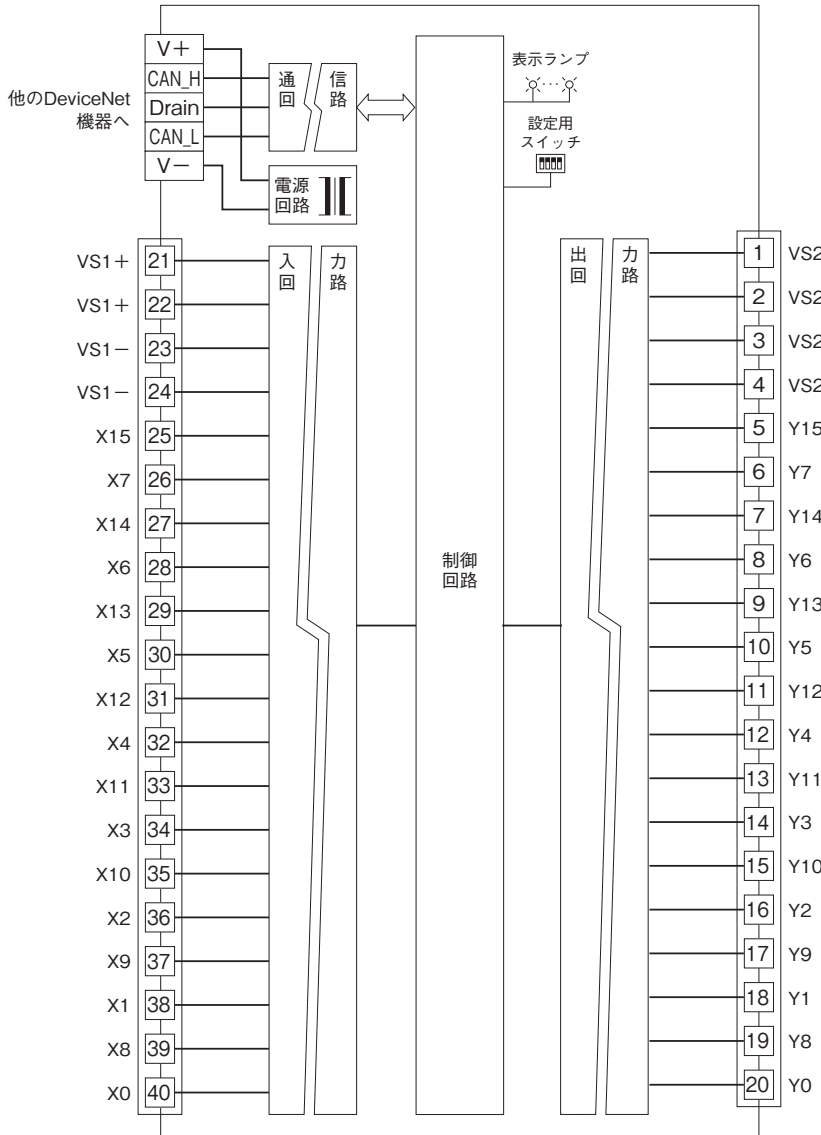 V＋
CAN_H
Drain
CAN_L
V－
他のDeviceNet
機器へ
通信
回路
電源
回路
表示ランプ
設定用
スイッチ
制御
回路
入力
回路
出力
回路
VS1＋ 21
VS1＋ 22
VS1－ 23
VS1－ 24
X15 25
X7 26
X14 27
X6 28
X13 29
X5 30
X12 31
X4 32
X11 33
X3 34
X10 35
X2 36
X9 37
X1 38
X8 39
X0 40
1 VS2
2 VS2
3 VS2
4 VS2
5 Y15
6 Y7
7 Y14
8 Y6
9 Y13
10 Y5
11 Y12
12 Y4
13 Y11
14 Y3
15 Y10
16 Y2
17 Y9
18 Y1
19 Y8
20 Y0